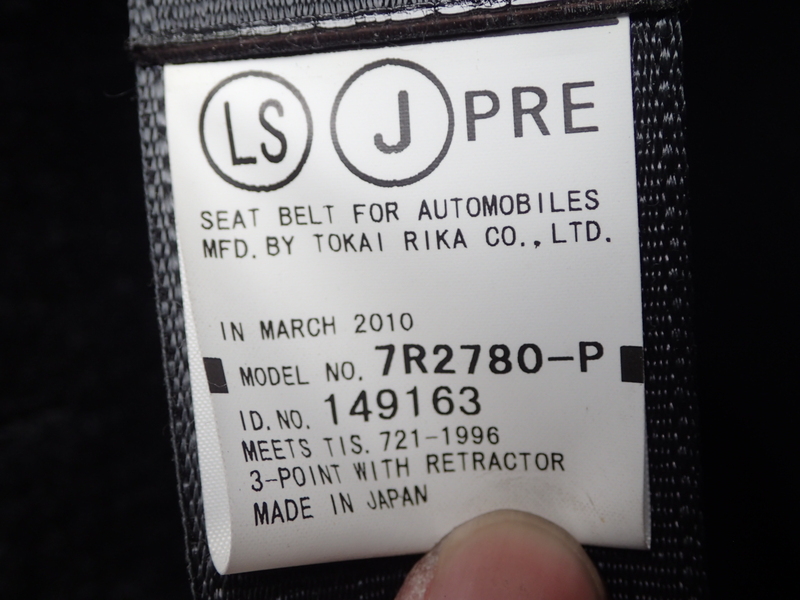 LS J PRE
SEAT BELT FOR AUTOMOBILES
MFD. BY TOKAI RIKA CO., LTD.
IN MARCH 2010
MODEL NO. 7R2780-P
ID. NO. 149163
MEETS TIS. 721-1996
3-POINT WITH RETRACTOR
MADE IN JAPAN